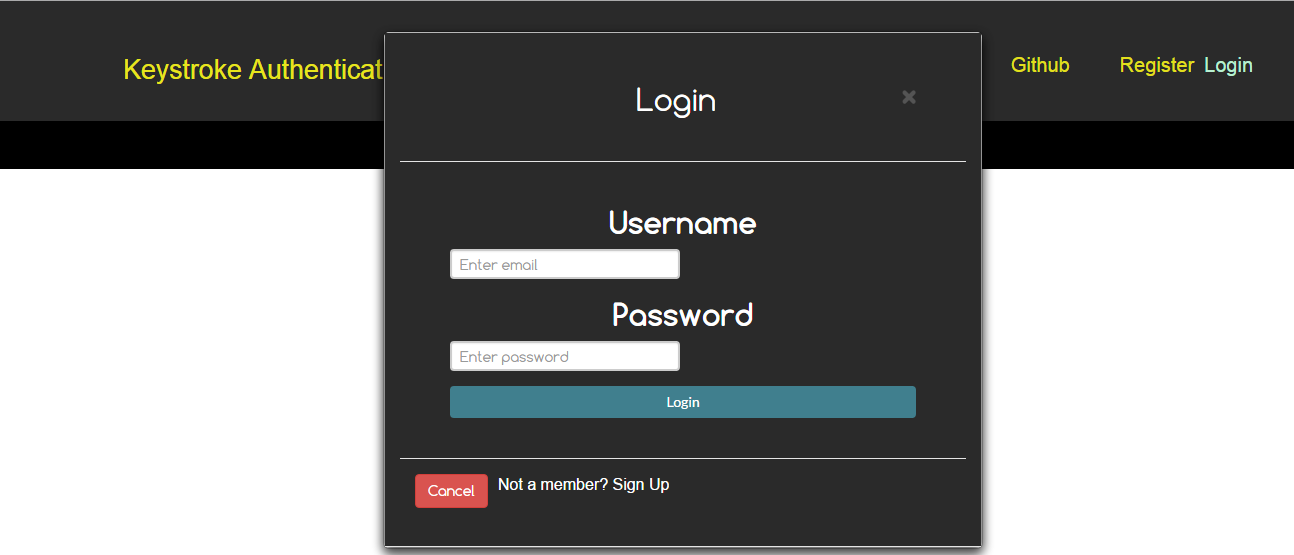 Keystroke Authenticat
Github Register Login
Login
×
Username
Enter email
Password
Enter password
Login
Cancel Not a member? Sign Up